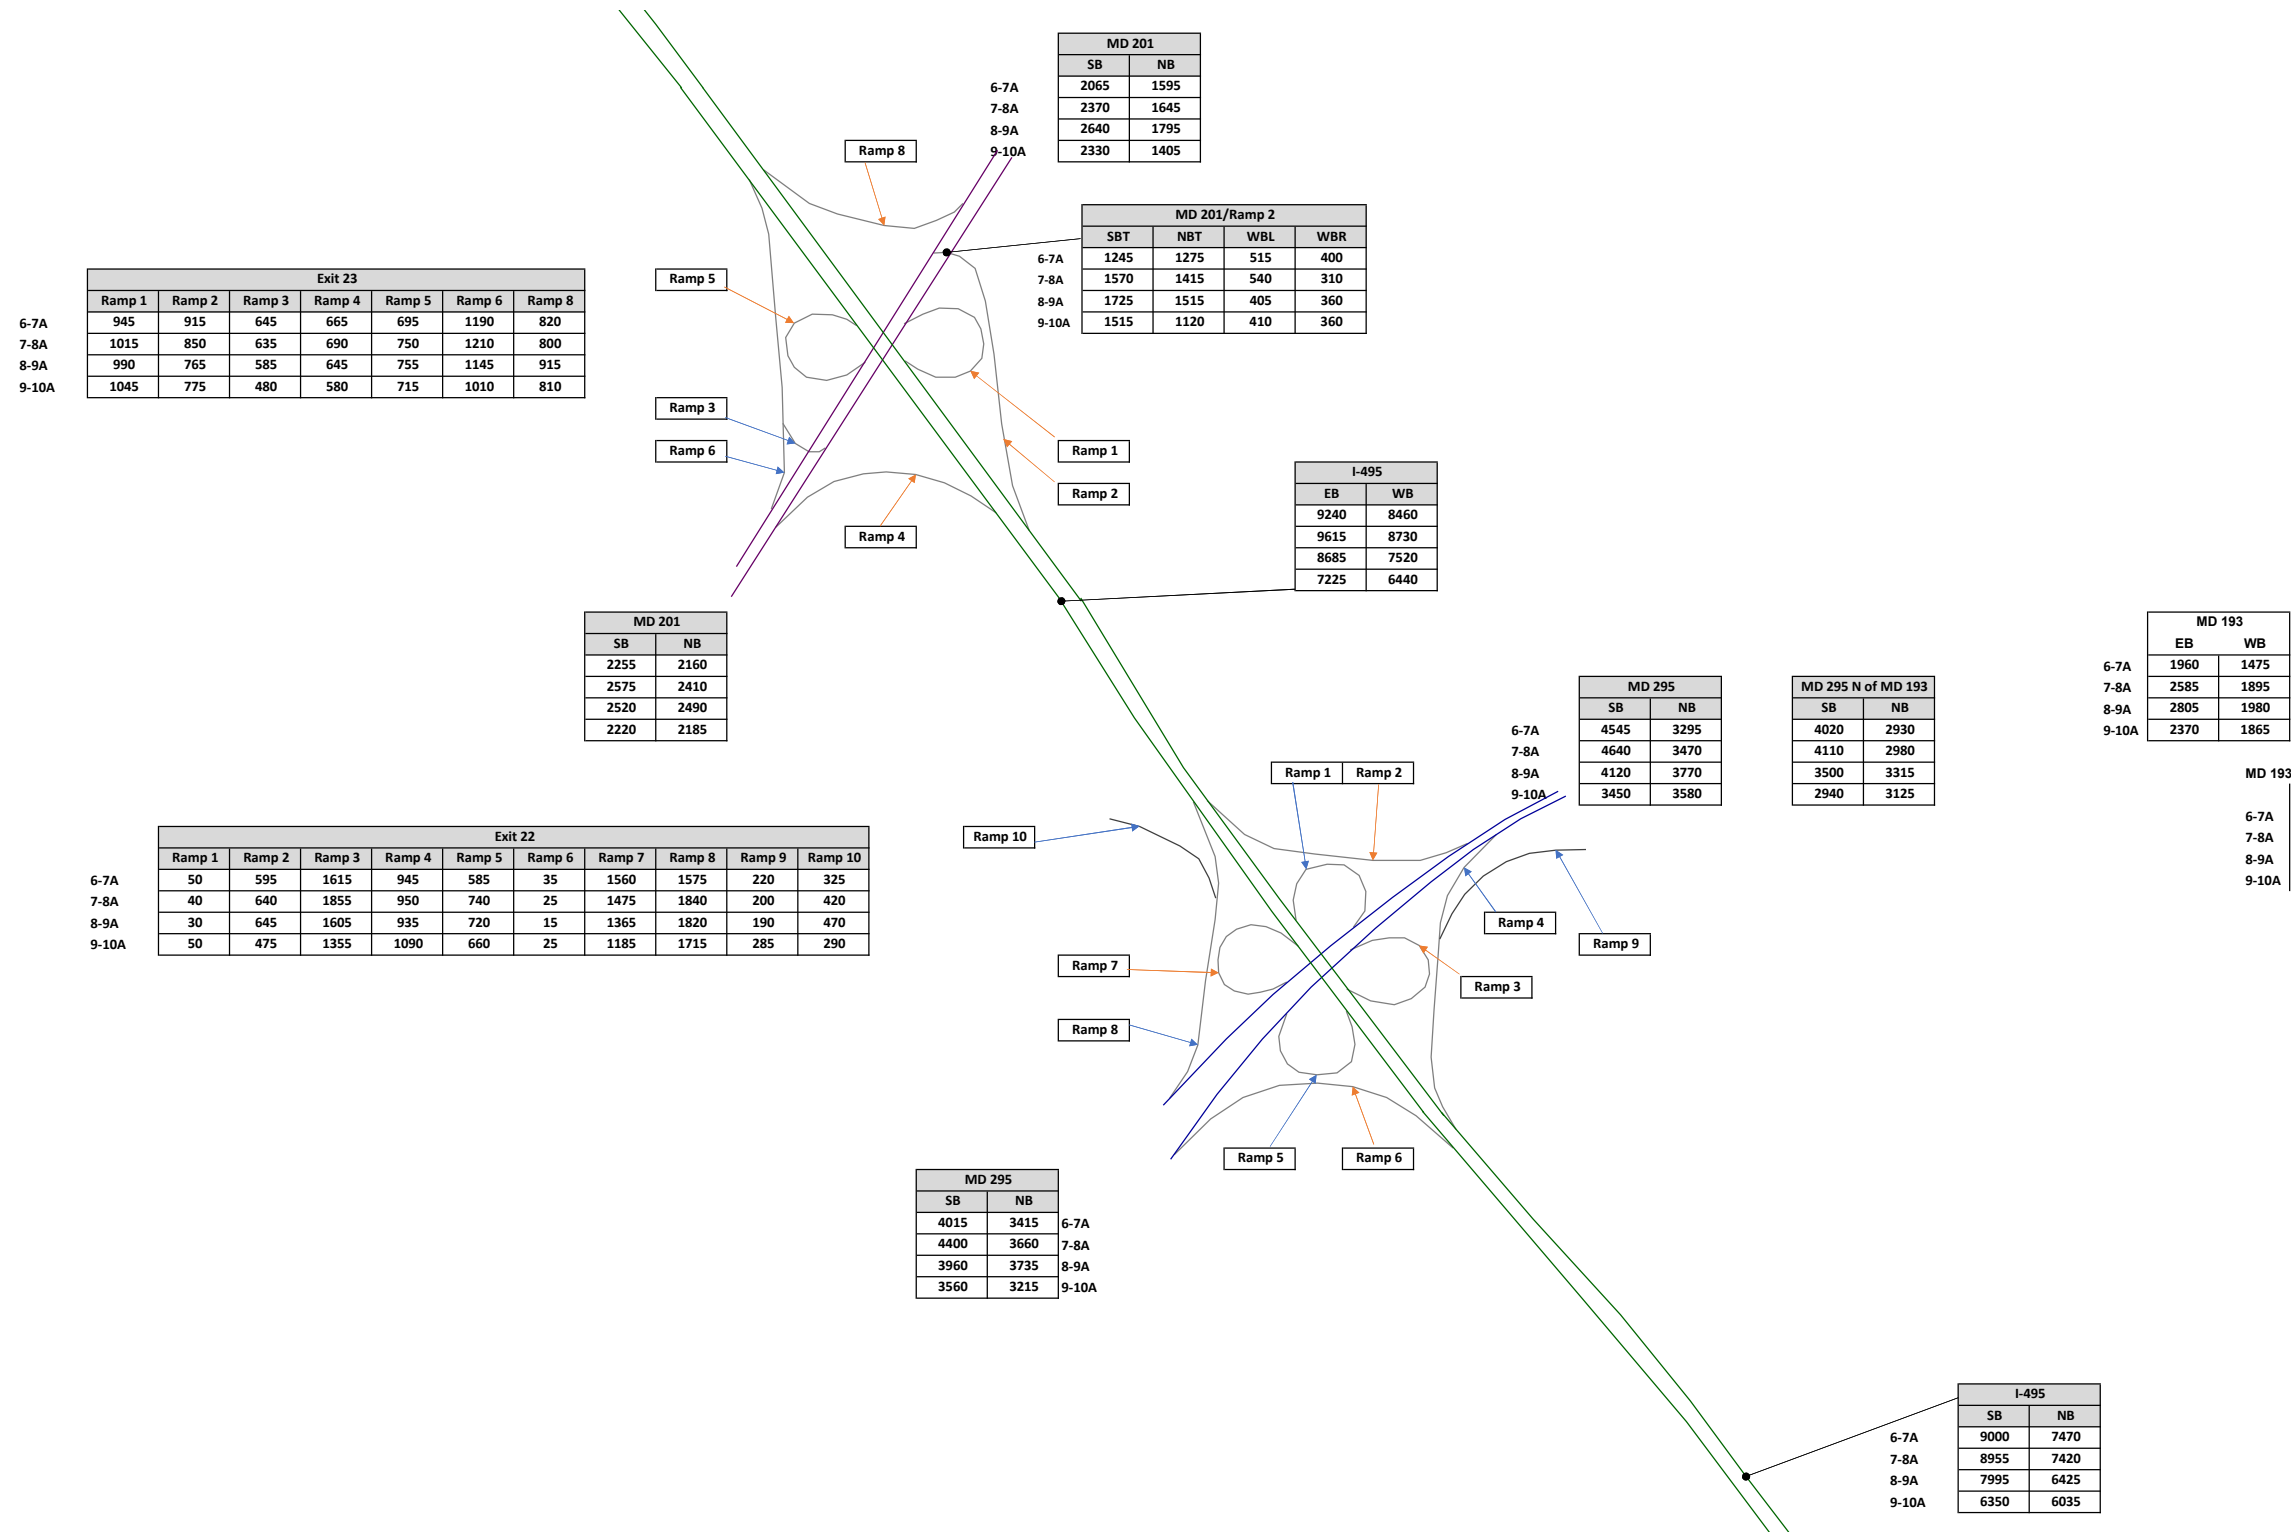 MD 201
SB NB
6-7A 2065 1595
7-8A 2370 1645
8-9A 2640 1795
9-10A 2330 1405
Ramp 8
MD 201/Ramp 2
SBT NBT WBL WBR
6-7A 1245 1275 515 400
7-8A 1570 1415 540 310
8-9A 1725 1515 405 360
9-10A 1515 1120 410 360
Exit 23
Ramp 1 Ramp 2 Ramp 3 Ramp 4 Ramp 5 Ramp 6 Ramp 8
6-7A 945 915 645 665 695 1190 820
7-8A 1015 850 635 690 750 1210 800
8-9A 990 765 585 645 755 1145 915
9-10A 1045 775 480 580 715 1010 810
Ramp 5
Ramp 3
Ramp 6
Ramp 1
Ramp 2
Ramp 4
I-495
EB WB
9240 8460
9615 8730
8685 7520
7225 6440
MD 201
SB NB
2255 2160
2575 2410
2520 2490
2220 2185
MD 193
EB WB
6-7A 1960 1475
7-8A 2585 1895
8-9A 2805 1980
9-10A 2370 1865
MD 295
SB NB
6-7A 4545 3295
7-8A 4640 3470
8-9A 4120 3770
9-10A 3450 3580
MD 295 N of MD 193
SB NB
4020 2930
4110 2980
3500 3315
2940 3125
MD 193
6-7A
7-8A
8-9A
9-10A
Ramp 1 Ramp 2
Ramp 10
Exit 22
Ramp 1 Ramp 2 Ramp 3 Ramp 4 Ramp 5 Ramp 6 Ramp 7 Ramp 8 Ramp 9 Ramp 10
6-7A 50 595 1615 945 585 35 1560 1575 220 325
7-8A 40 640 1855 950 740 25 1475 1840 200 420
8-9A 30 645 1605 935 720 15 1365 1820 190 470
9-10A 50 475 1355 1090 660 25 1185 1715 285 290
Ramp 4
Ramp 9
Ramp 7
Ramp 3
Ramp 8
Ramp 5
Ramp 6
MD 295
SB NB
4015 3415 6-7A
4400 3660 7-8A
3960 3735 8-9A
3560 3215 9-10A
I-495
SB NB
6-7A 9000 7470
7-8A 8955 7420
8-9A 7995 6425
9-10A 6350 6035